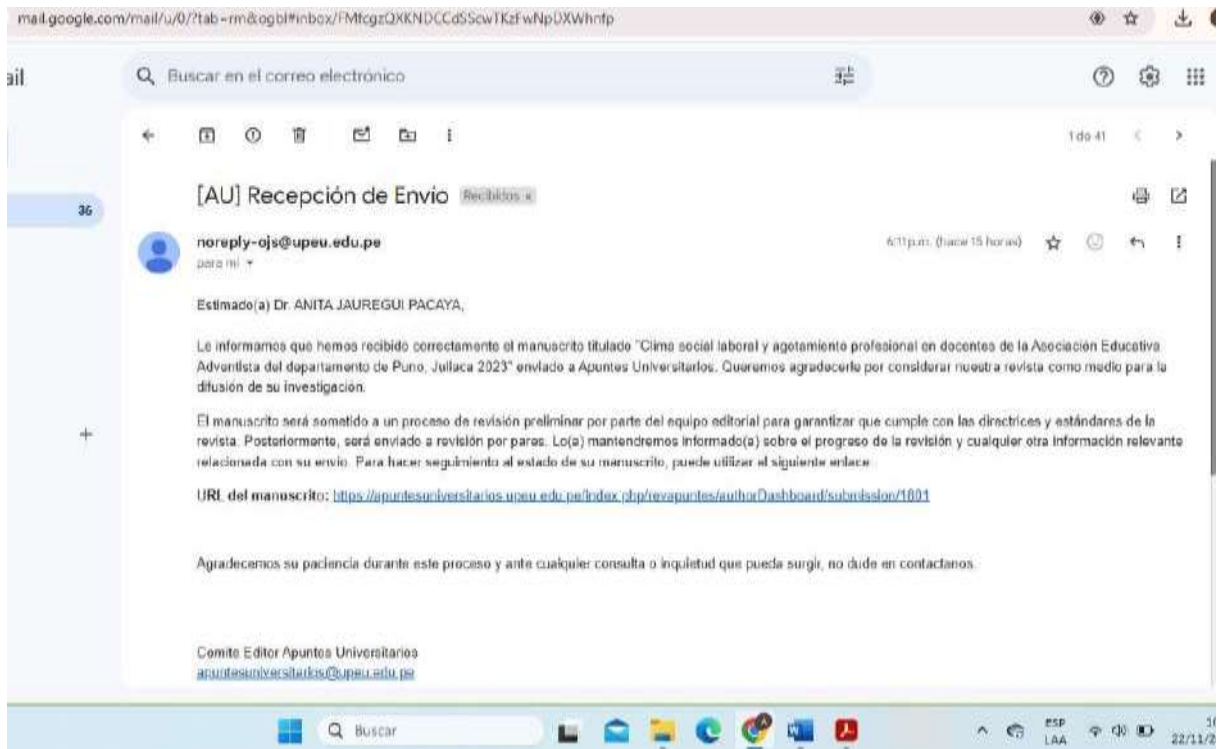 mail.google.com/mail/u/0/?tab=rm&ogbl#inbox/FMfcgzQXKNDCCdSScwTKzFwNpDXWhnfp
ail
Buscar en el correo electrónico
1 de 41
[AU] Recepción de Envío Recibidos x
36
noreply-ojs@upeu.edu.pe
6:11 p.m. (hace 15 horas)
para mí
Estimado(a) Dr. ANITA JAUREGUI PACAYA,
Le informamos que hemos recibido correctamente el manuscrito titulado "Clima social laboral y agotamiento profesional en docentes de la Asociación Educativa
Adventista del departamento de Puno, Juliaca 2023" enviado a Apuntes Universitarios. Queremos agradecerle por considerar nuestra revista como medio para la
difusión de su investigación.
El manuscrito será sometido a un proceso de revisión preliminar por parte del equipo editorial para garantizar que cumple con las directrices y estándares de la
revista. Posteriormente, será enviado a revisión por pares. Lo(a) mantendremos informado(a) sobre el progreso de la revisión y cualquier otra información relevante
relacionada con su envío. Para hacer seguimiento al estado de su manuscrito, puede utilizar el siguiente enlace
URL del manuscrito: https://apuntesuniversitarios.upeu.edu.pe/index.php/revapuntes/authorDashboard/submission/1801
Agradecemos su paciencia durante este proceso y ante cualquier consulta o inquietud que pueda surgir, no dude en contactarnos.
Comité Editor Apuntes Universitarios
apuntesuniversitarios@upeu.edu.pe
Buscar
ESP
LAA
22/11/2